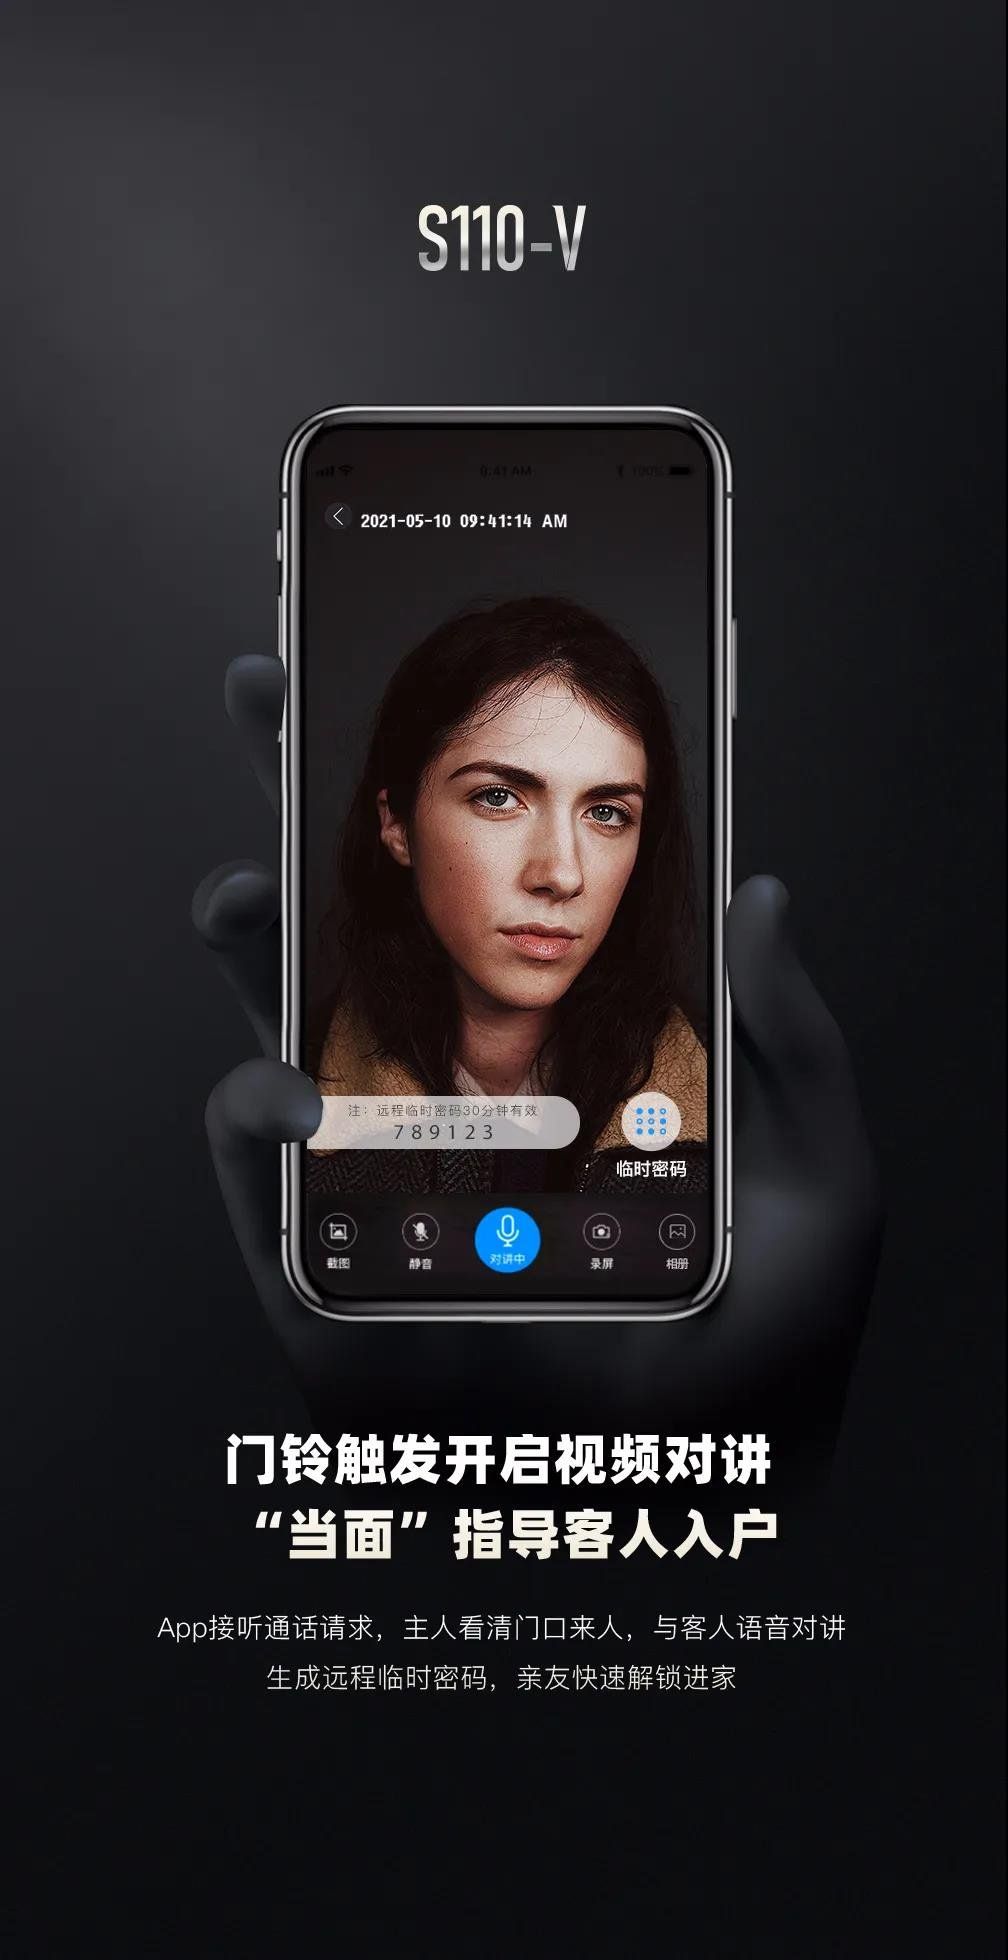 S110-V
9:41 AM
100%
2021-05-10 09:41:14 AM
注：远程临时密码30分钟有效
789123
临时密码
截图 静音 对讲中 录屏 相册
门铃触发开启视频对讲
“当面”指导客人入户
App接听通话请求，主人看清门口来人，与客人语音对讲
生成远程临时密码，亲友快速解锁进家